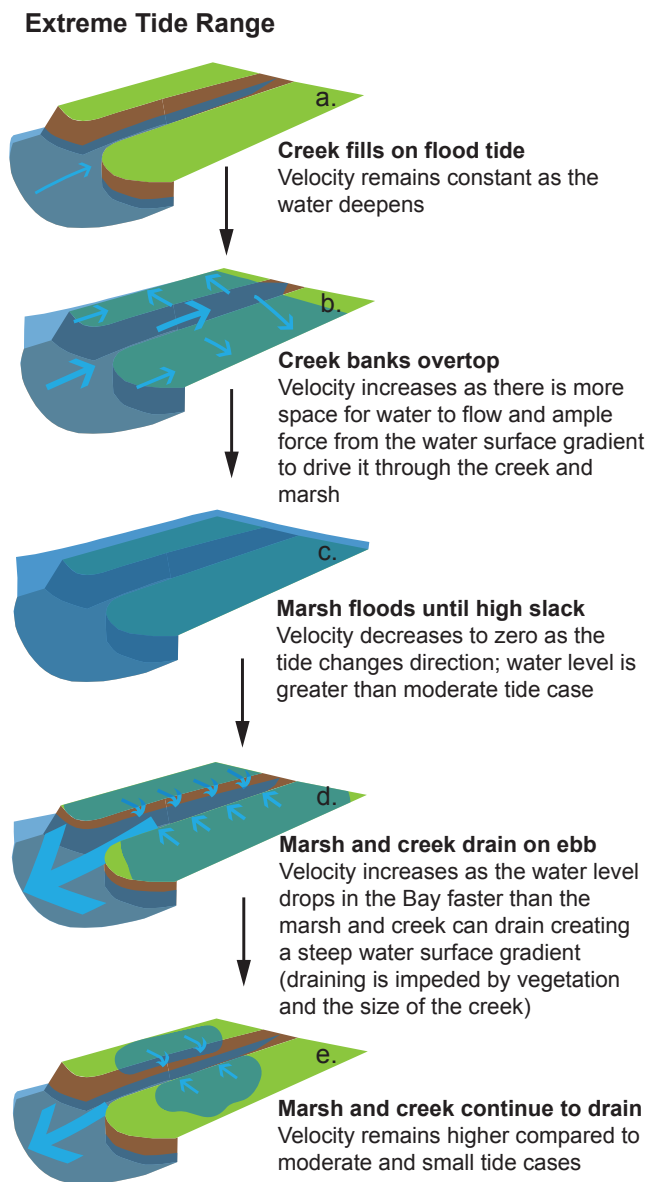 Extreme Tide Range
a.
Creek fills on flood tide
Velocity remains constant as the
water deepens
b.
Creek banks overtop
Velocity increases as there is more
space for water to flow and ample
force from the water surface gradient
to drive it through the creek and
marsh
c.
Marsh floods until high slack
Velocity decreases to zero as the
tide changes direction; water level is
greater than moderate tide case
d.
Marsh and creek drain on ebb
Velocity increases as the water level
drops in the Bay faster than the
marsh and creek can drain creating
a steep water surface gradient
(draining is impeded by vegetation
and the size of the creek)
e.
Marsh and creek continue to drain
Velocity remains higher compared to
moderate and small tide cases